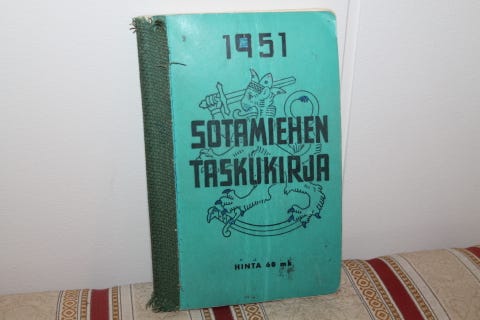 1951
SOTAMIEHEN
TASKUKIRJA
HINTA 60 mk.